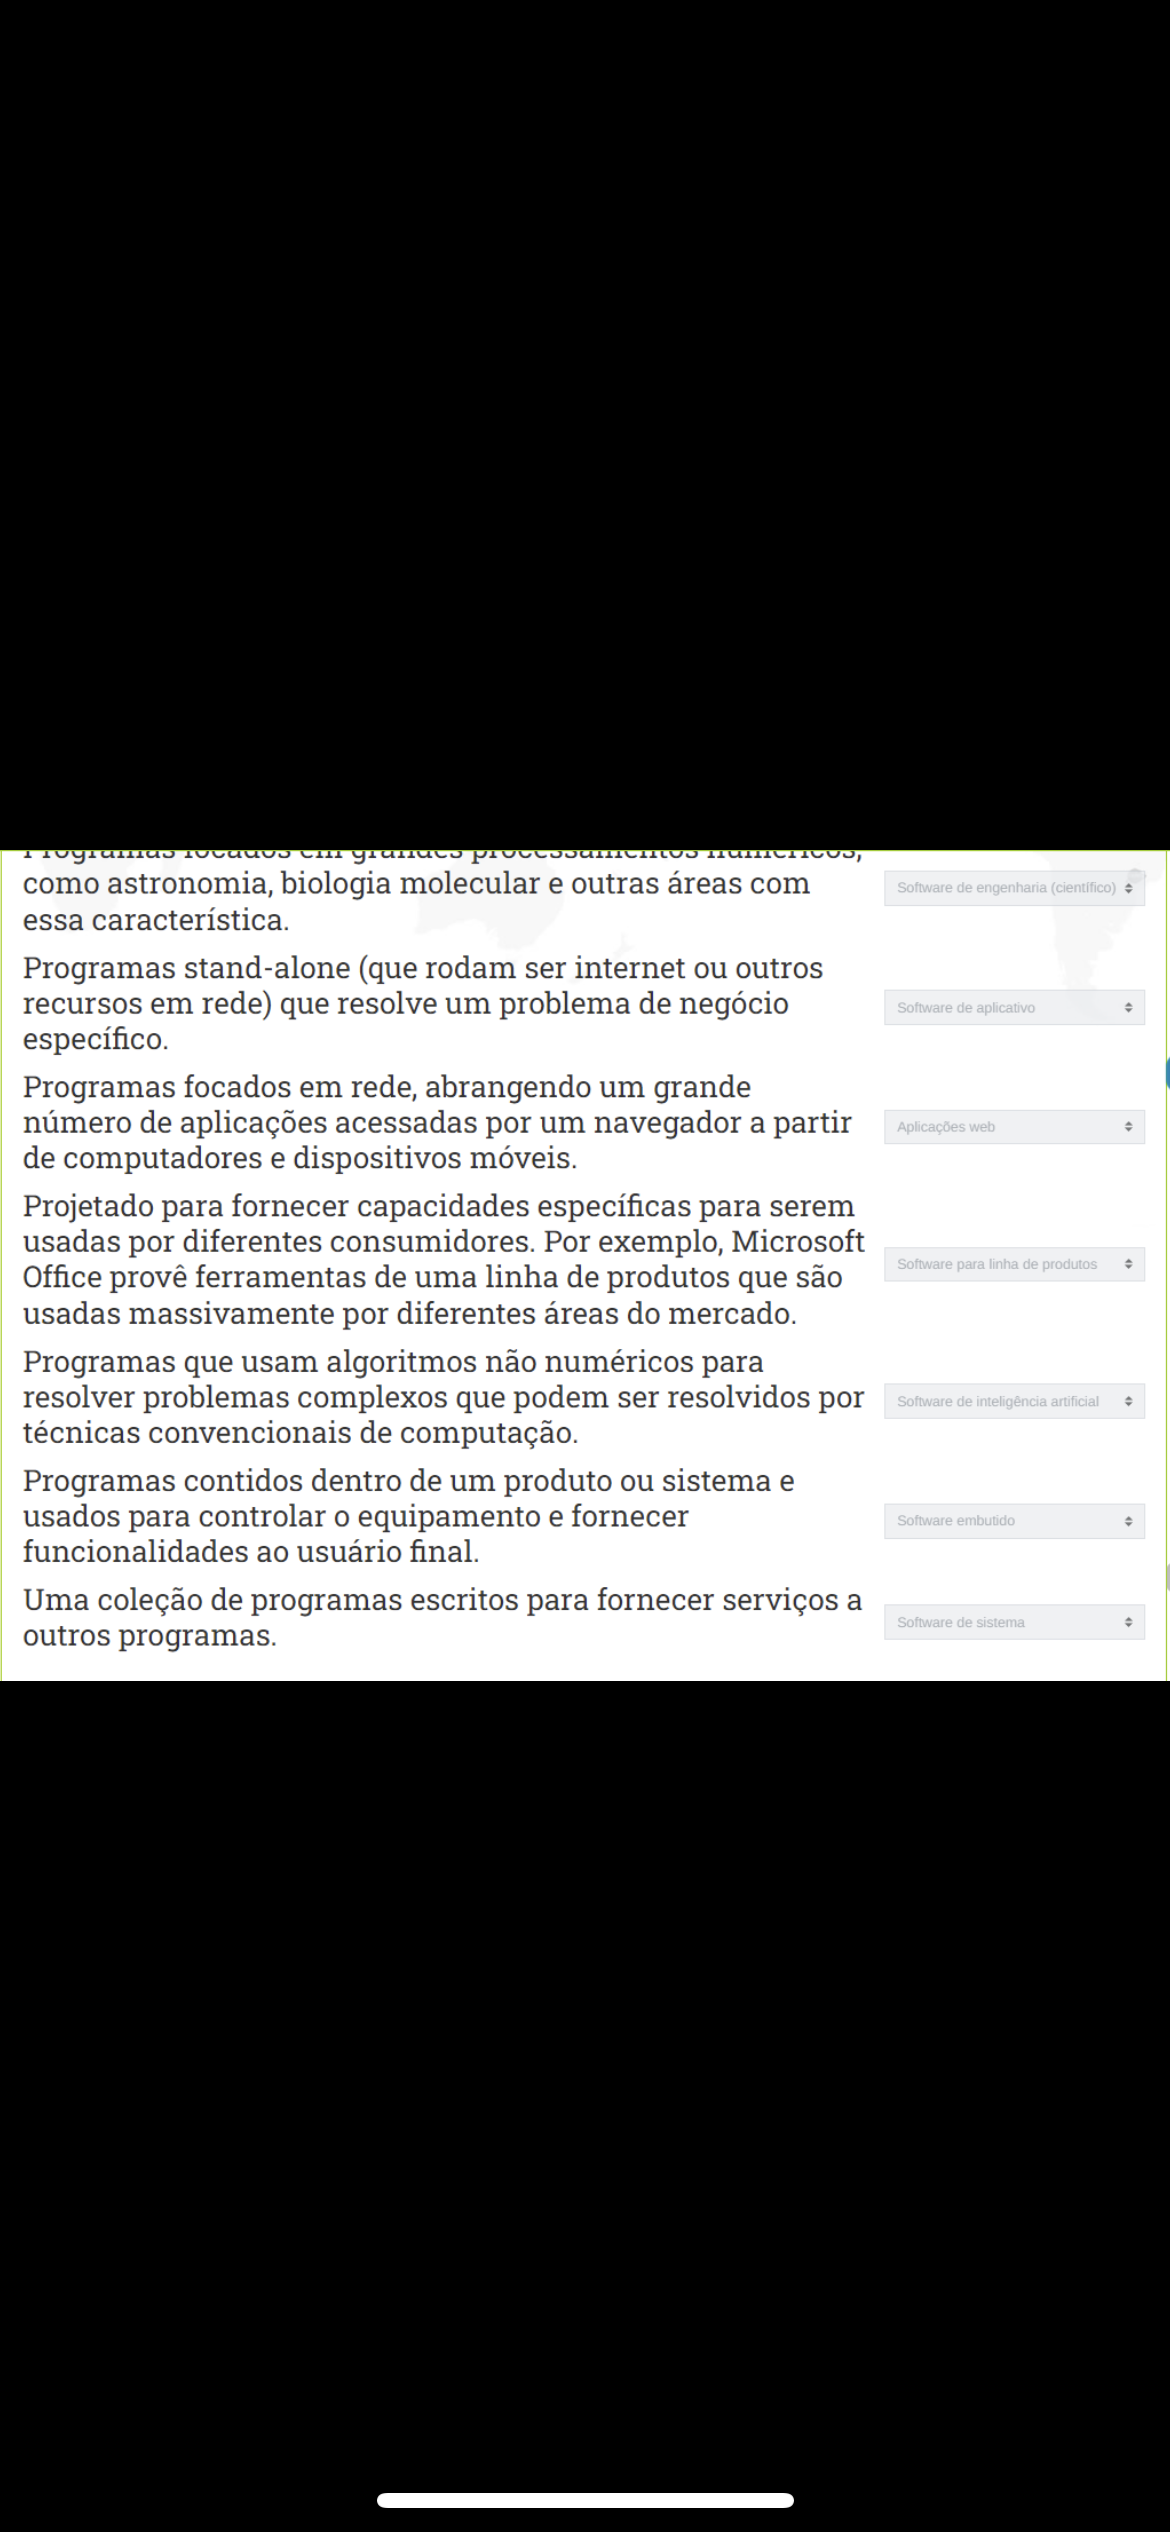 Programas focados em grandes processamentos numéricos,
como astronomia, biologia molecular e outras áreas com
essa característica.
Software de engenharia (científico)
Programas stand-alone (que rodam ser internet ou outros
recursos em rede) que resolve um problema de negócio
específico.
Software de aplicativo
Programas focados em rede, abrangendo um grande
número de aplicações acessadas por um navegador a partir
de computadores e dispositivos móveis.
Aplicações web
Projetado para fornecer capacidades específicas para serem
usadas por diferentes consumidores. Por exemplo, Microsoft
Office provê ferramentas de uma linha de produtos que são
usadas massivamente por diferentes áreas do mercado.
Software para linha de produtos
Programas que usam algoritmos não numéricos para
resolver problemas complexos que podem ser resolvidos por
técnicas convencionais de computação.
Software de inteligência artificial
Programas contidos dentro de um produto ou sistema e
usados para controlar o equipamento e fornecer
funcionalidades ao usuário final.
Software embutido
Uma coleção de programas escritos para fornecer serviços a
outros programas.
Software de sistema